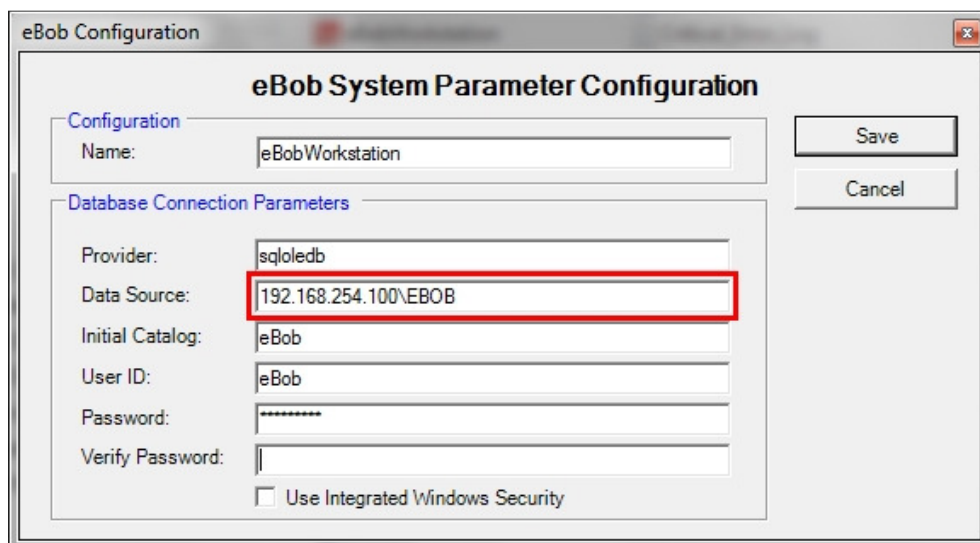 eBob Configuration
eBob System Parameter Configuration
Configuration
Name: eBobWorkstation
Save
Cancel
Database Connection Parameters
Provider: sqloledb
Data Source: 192.168.254.100\EBOB
Initial Catalog: eBob
User ID: eBob
Password: *********
Verify Password:
Use Integrated Windows Security